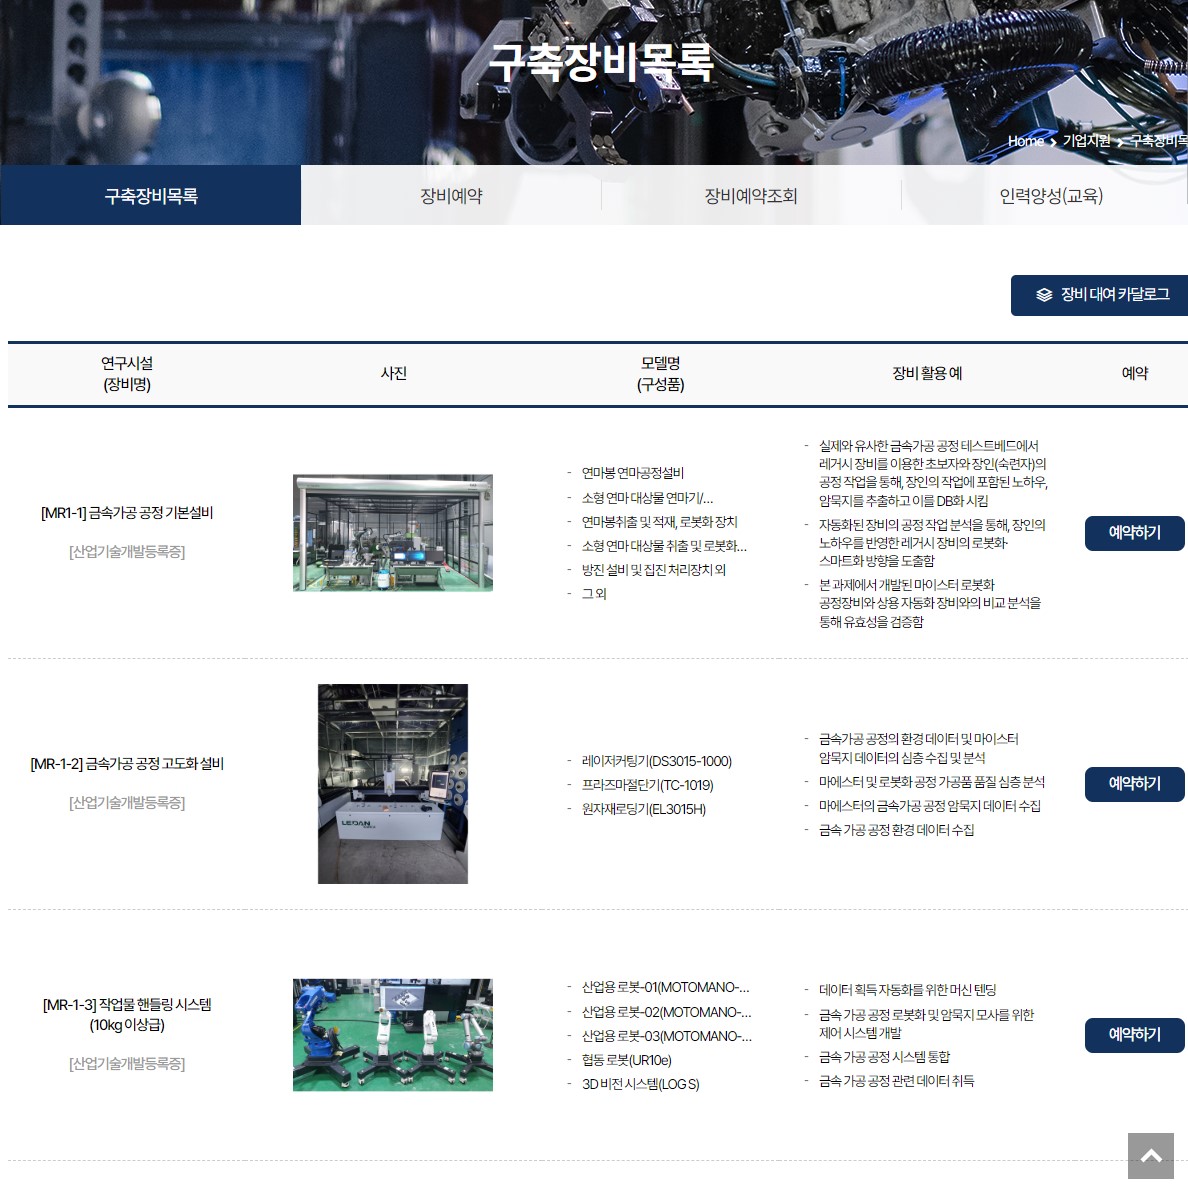 구축장비목록
Home > 기업지원 > 구축장비목
구축장비목록
장비예약
장비예약조회
인력양성(교육)
장비 대여 카달로그
연구시설
(장비명)
사진
모델명
(구성품)
장비 활용 예
예약
[MR1-1] 금속가공 공정 기본설비
[산업기술개발등록증]
- 연마봉 연마공정설비
- 소형 연마 대상물 연마기/...
- 연마봉취출 및 적재, 로봇화 장치
- 소형 연마 대상물 취출 및 로봇화...
- 방진 설비 및 집진 처리장치 외
- 그 외
- 실제와 유사한 금속가공 공정 테스트베드에서
레거시 장비를 이용한 초보자와 장인(숙련자)의
공정 작업을 통해, 장인의 작업에 포함된 노하우,
암묵지를 추출하고 이를 DB화 시킴
- 자동화된 장비의 공정 작업 분석을 통해, 장인의
노하우를 반영한 레거시 장비의 로봇화·
스마트화 방향을 도출함
- 본 과제에서 개발된 마이스터 로봇화
공정장비와 상용 자동화 장비와의 비교 분석을
통해 유효성을 검증함
예약하기
[MR-1-2] 금속가공 공정 고도화 설비
[산업기술개발등록증]
LEDAN
- 레이저커팅기(DS3015-1000)
- 프라즈마절단기(TC-1019)
- 원자재로딩기(EL3015H)
- 금속가공 공정의 환경 데이터 및 마이스터
암묵지 데이터의 심층 수집 및 분석
- 마에스터 및 로봇화 공정 가공품 품질 심층 분석
- 마에스터의 금속가공 공정 암묵지 데이터 수집
- 금속 가공 공정 환경 데이터 수집
예약하기
[MR-1-3] 작업물 핸들링 시스템
(10kg 이상급)
[산업기술개발등록증]
- 산업용 로봇-01(MOTOMANO-...
- 산업용 로봇-02(MOTOMANO-...
- 산업용 로봇-03(MOTOMANO-...
- 협동 로봇(UR10e)
- 3D 비전 시스템(LOG S)
- 데이터 획득 자동화를 위한 머신 텐딩
- 금속 가공 공정 로봇화 및 암묵지 모사를 위한
제어 시스템 개발
- 금속 가공 공정 시스템 통합
- 금속 가공 공정 관련 데이터 취득
예약하기